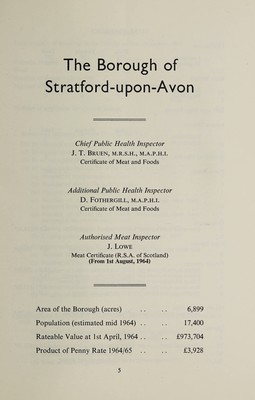 The Borough of
Stratford-upon-Avon
Chief Public Health Inspector
J. T. BRUEN, M.R.S.H., M.A.P.H.I.
Certificate of Meat and Foods
Additional Public Health Inspector
D. FOTHERGILL, M.A.P.H.I.
Certificate of Meat and Foods
Authorised Meat Inspector
J. LOWE
Meat Certificate (R.S.A. of Scotland)
(From 1st August, 1964)
Area of the Borough (acres) .. .. 6,899
Population (estimated mid 1964) .. .. 17,400
Rateable Value at 1st April, 1964 .. .. £973,704
Product of Penny Rate 1964/65 .. .. £3,928
5